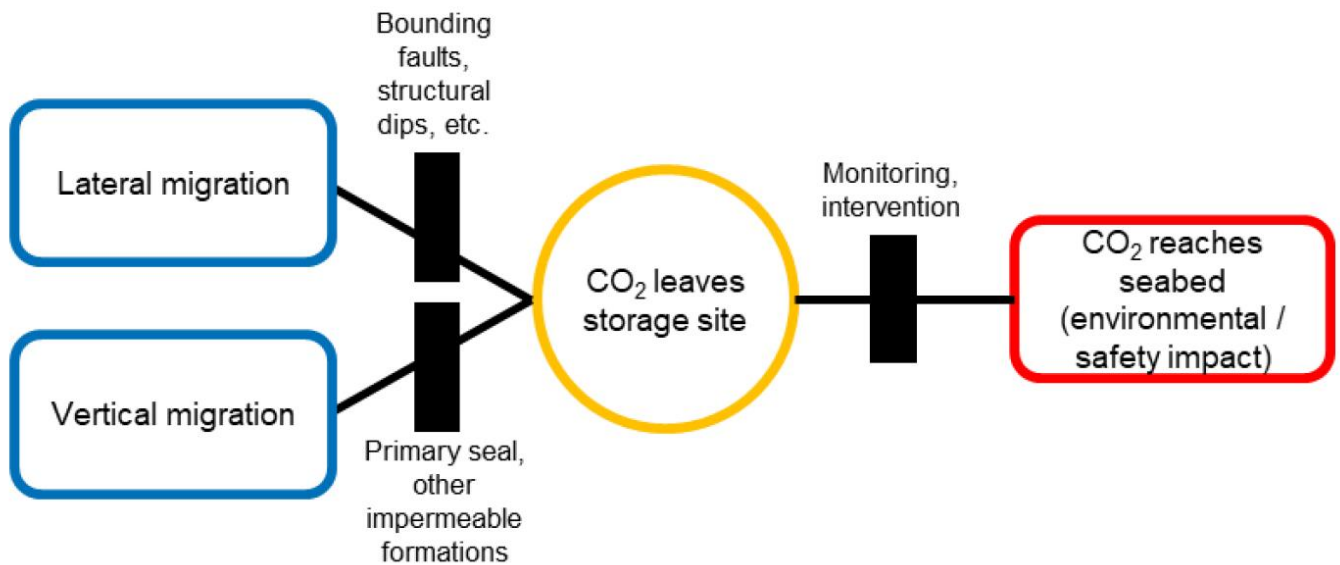 Bounding
faults,
structural
dips, etc.
Lateral migration
Vertical migration
Primary seal,
other
impermeable
formations
CO₂ leaves
storage site
Monitoring,
intervention
CO₂ reaches
seabed
(environmental /
safety impact)